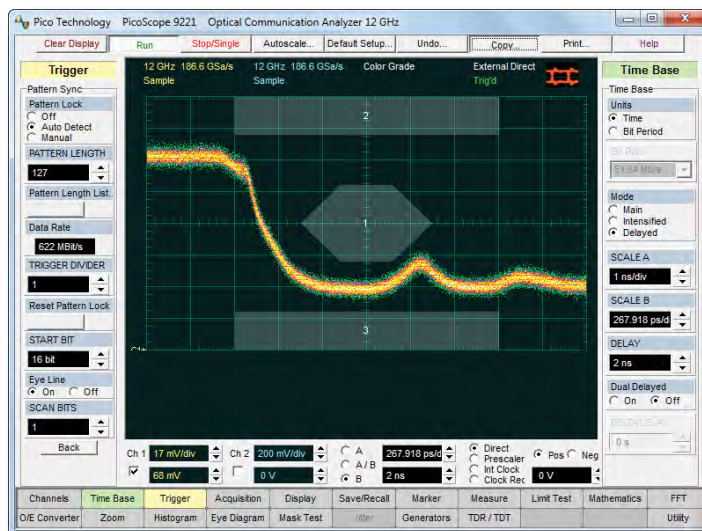 Pico Technology PicoScope 9221 Optical Communication Analyzer 12 GHz
Clear Display Run Stop/Single Autoscale... Default Setup... Undo... Copy... Print... Help
Trigger
Pattern Sync
Pattern Lock
Off
Auto Detect
Manual
PATTERN LENGTH
127
Pattern Length List..
Data Rate
622 MBit/s
TRIGGER DIVIDER
1
Reset Pattern Lock
START BIT
16 bit
Eye Line
On Off
SCAN BITS
1
Back
12 GHz 186.6 GSa/s 12 GHz 186.6 GSa/s Color Grade External Direct
Sample Sample Trig'd
2
1
3
Time Base
Time Base
Units
Time
Bit Period
Bit Rate
51.84 Mb/s
Mode
Main
Intensified
Delayed
SCALE A
1 ns/div
SCALE B
267.918 ps/d
DELAY
2 ns
Dual Delayed
On Off
0 s
Ch 1 17 mV/div Ch 2 200 mV/div A 267.918 ps/d Direct Pos Neg
A / B Prescaler
68 mV 0 V B 2 ns Int Clock 0 V
Clock Rec
Channels Time Base Trigger Acquisition Display Save/Recall Marker Measure Limit Test Mathematics FFT
O/E Converter Zoom Histogram Eye Diagram Mask Test Jitter Generators TDR / TDT Utility